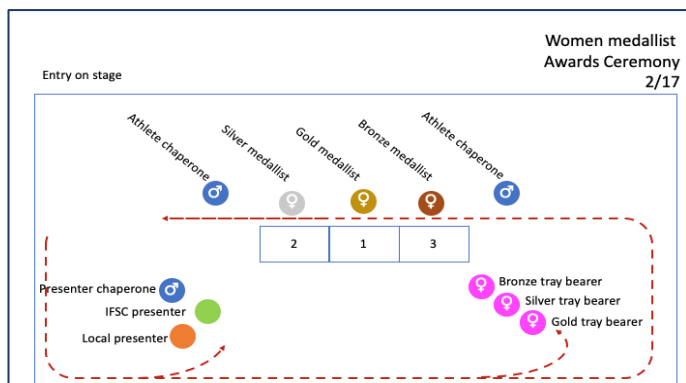 Women medallist
Awards Ceremony
2/17
Entry on stage
Athlete chaperone
Silver medallist
Gold medallist
Bronze medallist
Athlete chaperone
2
1
3
Presenter chaperone
IFSC presenter
Local presenter
Bronze tray bearer
Silver tray bearer
Gold tray bearer